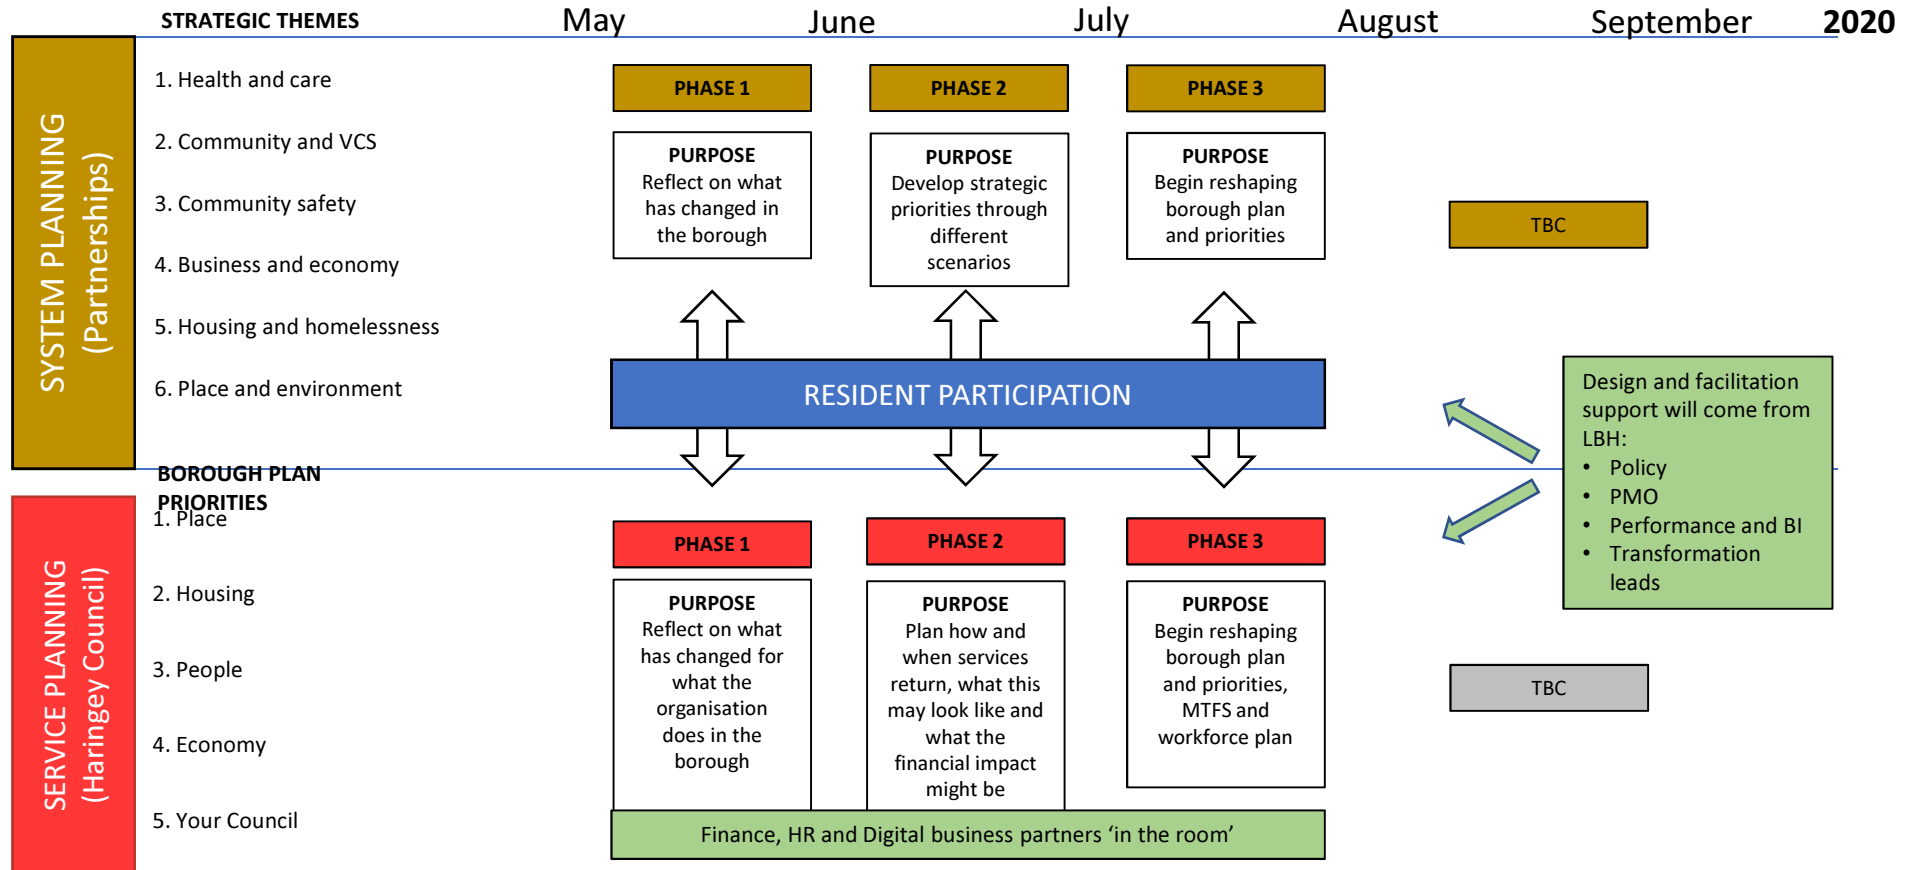 STRATEGIC THEMES
May
June
July
August
September
2020
SYSTEM PLANNING
(Partnerships)
1. Health and care
2. Community and VCS
3. Community safety
4. Business and economy
5. Housing and homelessness
6. Place and environment
PHASE 1
PURPOSE
Reflect on what
has changed in
the borough
PHASE 2
PURPOSE
Develop strategic
priorities through
different
scenarios
PHASE 3
PURPOSE
Begin reshaping
borough plan
and priorities
TBC
RESIDENT PARTICIPATION
Design and facilitation
support will come from
LBH:
• Policy
• PMO
• Performance and BI
• Transformation
leads
BOROUGH PLAN
PRIORITIES
SERVICE PLANNING
(Haringey Council)
1. Place
2. Housing
3. People
4. Economy
5. Your Council
PHASE 1
PURPOSE
Reflect on what
has changed for
what the
organisation
does in the
borough
PHASE 2
PURPOSE
Plan how and
when services
return, what this
may look like and
what the
financial impact
might be
PHASE 3
PURPOSE
Begin reshaping
borough plan
and priorities,
MTFS and
workforce plan
TBC
Finance, HR and Digital business partners ‘in the room’